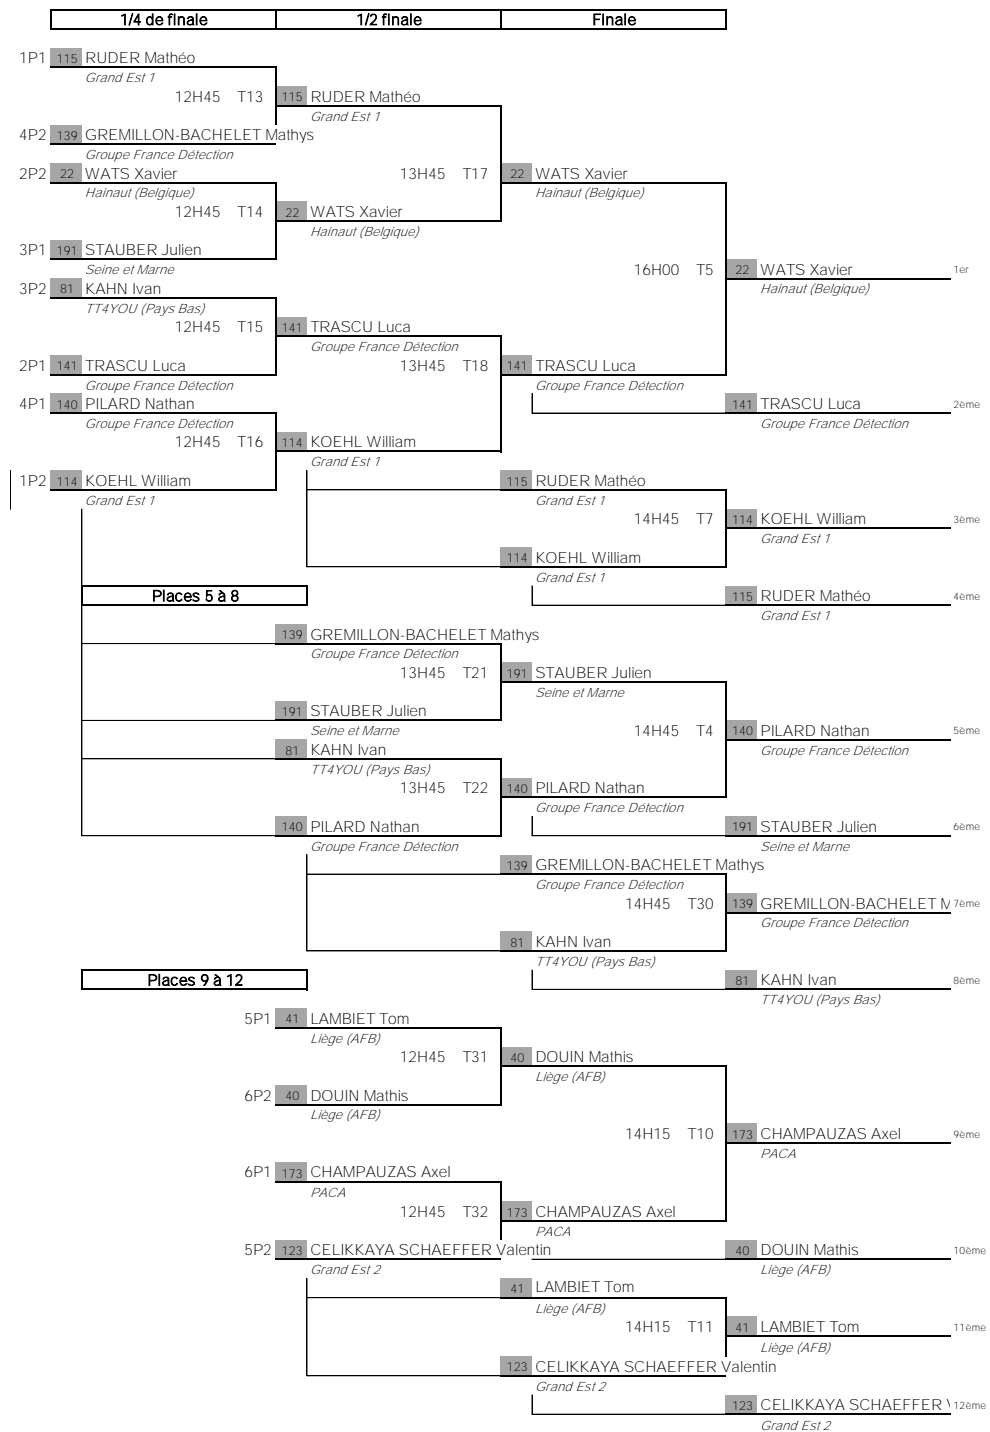 1/4 de finale 1/2 finale Finale
1P1 115 RUDER Mathéo
Grand Est 1
12H45 T13 115 RUDER Mathéo
Grand Est 1
4P2 139 GREMILLON-BACHELET Mathys
Groupe France Détection
2P2 22 WATS Xavier 13H45 T17 22 WATS Xavier
Hainaut (Belgique) Hainaut (Belgique)
12H45 T14 22 WATS Xavier
Hainaut (Belgique)
3P1 191 STAUBER Julien
Seine et Marne 16H00 T5 22 WATS Xavier 1er
3P2 81 KAHN Ivan Hainaut (Belgique)
TT4YOU (Pays Bas)
12H45 T15 141 TRASCU Luca
Groupe France Détection
2P1 141 TRASCU Luca 13H45 T18 141 TRASCU Luca
Groupe France Détection Groupe France Détection
4P1 140 PILARD Nathan 141 TRASCU Luca 2ème
Groupe France Détection Groupe France Détection
12H45 T16 114 KOEHL William
Grand Est 1
1P2 114 KOEHL William 115 RUDER Mathéo
Grand Est 1 Grand Est 1
14H45 T7 114 KOEHL William 3ème
Grand Est 1
114 KOEHL William
Grand Est 1
Places 5 à 8 115 RUDER Mathéo 4ème
Grand Est 1
139 GREMILLON-BACHELET Mathys
Groupe France Détection
13H45 T21 191 STAUBER Julien
Seine et Marne
191 STAUBER Julien
Seine et Marne 14H45 T4 140 PILARD Nathan 5ème
81 KAHN Ivan Groupe France Détection
TT4YOU (Pays Bas)
13H45 T22 140 PILARD Nathan
Groupe France Détection
140 PILARD Nathan 191 STAUBER Julien 6ème
Groupe France Détection Seine et Marne
139 GREMILLON-BACHELET Mathys
Groupe France Détection
14H45 T30 139 GREMILLON-BACHELET M 7ème
Groupe France Détection
81 KAHN Ivan
TT4YOU (Pays Bas)
Places 9 à 12 81 KAHN Ivan 8ème
TT4YOU (Pays Bas)
5P1 41 LAMBIET Tom
Liège (AFB)
12H45 T31 40 DOUIN Mathis
Liège (AFB)
6P2 40 DOUIN Mathis
Liège (AFB)
14H15 T10 173 CHAMPAUZAS Axel 9ème
PACA
6P1 173 CHAMPAUZAS Axel
PACA
12H45 T32 173 CHAMPAUZAS Axel
PACA
5P2 123 CELIKKAYA SCHAEFFER Valentin 40 DOUIN Mathis 10ème
Grand Est 2 Liège (AFB)
41 LAMBIET Tom
Liège (AFB)
14H15 T11 41 LAMBIET Tom 11ème
Liège (AFB)
123 CELIKKAYA SCHAEFFER Valentin
Grand Est 2
123 CELIKKAYA SCHAEFFER 12ème
Grand Est 2